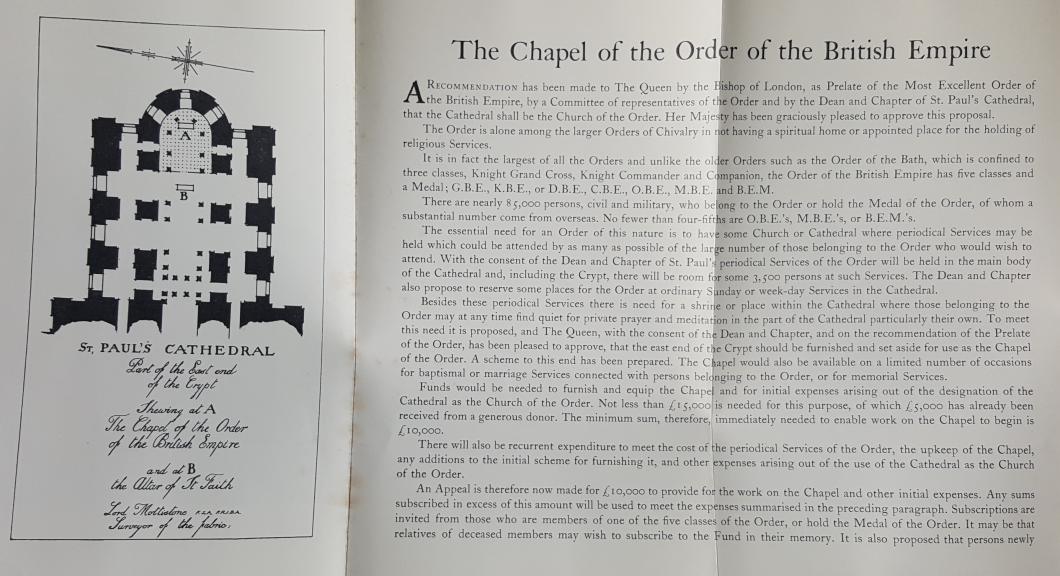 A
B
ST. PAUL'S CATHEDRAL
Part of the East end
of the Crypt
Shewing at A
The Chapel of the Order
of the British Empire
and at B
the Altar of St Faith
Lord Mottistone F.S.A. F.R.I.B.A.
Surveyor of the fabric.
The Chapel of the Order of the British Empire
A RECOMMENDATION has been made to The Queen by the Bishop of London, as Prelate of the Most Excellent Order of
the British Empire, by a Committee of representatives of the Order and by the Dean and Chapter of St. Paul's Cathedral,
that the Cathedral shall be the Church of the Order. Her Majesty has been graciously pleased to approve this proposal.
The Order is alone among the larger Orders of Chivalry in not having a spiritual home or appointed place for the holding of
religious Services.
It is in fact the largest of all the Orders and unlike the older Orders such as the Order of the Bath, which is confined to
three classes, Knight Grand Cross, Knight Commander and Companion, the Order of the British Empire has five classes and
a Medal; G.B.E., K.B.E., or D.B.E., C.B.E., O.B.E., M.B.E. and B.E.M.
There are nearly 85,000 persons, civil and military, who belong to the Order or hold the Medal of the Order, of whom a
substantial number come from overseas. No fewer than four-fifths are O.B.E.'s, M.B.E.'s, or B.E.M.'s.
The essential need for an Order of this nature is to have some Church or Cathedral where periodical Services may be
held which could be attended by as many as possible of the large number of those belonging to the Order who would wish to
attend. With the consent of the Dean and Chapter of St. Paul's periodical Services of the Order will be held in the main body
of the Cathedral and, including the Crypt, there will be room for some 3,500 persons at such Services. The Dean and Chapter
also propose to reserve some places for the Order at ordinary Sunday or week-day Services in the Cathedral.
Besides these periodical Services there is need for a shrine or place within the Cathedral where those belonging to the
Order may at any time find quiet for private prayer and meditation in the part of the Cathedral particularly their own. To meet
this need it is proposed, and The Queen, with the consent of the Dean and Chapter, and on the recommendation of the Prelate
of the Order, has been pleased to approve, that the east end of the Crypt should be furnished and set aside for use as the Chapel
of the Order. A scheme to this end has been prepared. The Chapel would also be available on a limited number of occasions
for baptismal or marriage Services connected with persons belonging to the Order, or for memorial Services.
Funds would be needed to furnish and equip the Chapel and for initial expenses arising out of the designation of the
Cathedral as the Church of the Order. Not less than £15,000 is needed for this purpose, of which £5,000 has already been
received from a generous donor. The minimum sum, therefore, immediately needed to enable work on the Chapel to begin is
£10,000.
There will also be recurrent expenditure to meet the cost of the periodical Services of the Order, the upkeep of the Chapel,
any additions to the initial scheme for furnishing it, and other expenses arising out of the use of the Cathedral as the Church
of the Order.
An Appeal is therefore now made for £10,000 to provide for the work on the Chapel and other initial expenses. Any sums
subscribed in excess of this amount will be used to meet the expenses summarised in the preceding paragraph. Subscriptions are
invited from those who are members of one of the five classes of the Order, or hold the Medal of the Order. It may be that
relatives of deceased members may wish to subscribe to the Fund in their memory. It is also proposed that persons newly